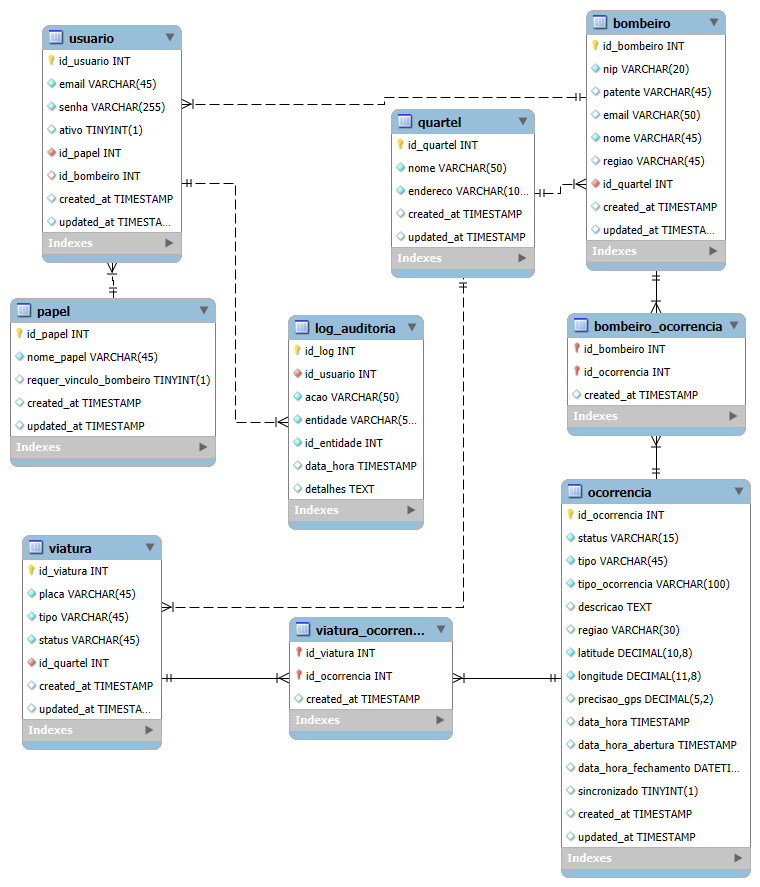 usuario
id_usuario INT
email VARCHAR(45)
senha VARCHAR(255)
ativo TINYINT(1)
id_papel INT
id_bombeiro INT
created_at TIMESTAMP
updated_at TIMESTA...
Indexes
bombeiro
id_bombeiro INT
nip VARCHAR(20)
patente VARCHAR(45)
email VARCHAR(50)
nome VARCHAR(45)
regiao VARCHAR(45)
id_quartel INT
created_at TIMESTAMP
updated_at TIMESTA...
Indexes
quartel
id_quartel INT
nome VARCHAR(50)
endereco VARCHAR(10...
created_at TIMESTAMP
updated_at TIMESTAMP
Indexes
papel
id_papel INT
nome_papel VARCHAR(45)
requer_vinculo_bombeiro TINYINT(1)
created_at TIMESTAMP
updated_at TIMESTAMP
Indexes
log_auditoria
id_log INT
id_usuario INT
acao VARCHAR(50)
entidade VARCHAR(5...
id_entidade INT
data_hora TIMESTAMP
detalhes TEXT
Indexes
bombeiro_ocorrencia
id_bombeiro INT
id_ocorrencia INT
created_at TIMESTAMP
Indexes
viatura
id_viatura INT
placa VARCHAR(45)
tipo VARCHAR(45)
status VARCHAR(45)
id_quartel INT
created_at TIMESTAMP
updated_at TIMESTA...
Indexes
viatura_ocorren...
id_viatura INT
id_ocorrencia INT
created_at TIMESTAMP
Indexes
ocorrencia
id_ocorrencia INT
status VARCHAR(15)
tipo VARCHAR(45)
tipo_ocorrencia VARCHAR(100)
descricao TEXT
regiao VARCHAR(30)
latitude DECIMAL(10,8)
longitude DECIMAL(11,8)
precisao_gps DECIMAL(5,2)
data_hora TIMESTAMP
data_hora_abertura TIMESTAMP
data_hora_fechamento DATETI...
sincronizado TINYINT(1)
created_at TIMESTAMP
updated_at TIMESTAMP
Indexes